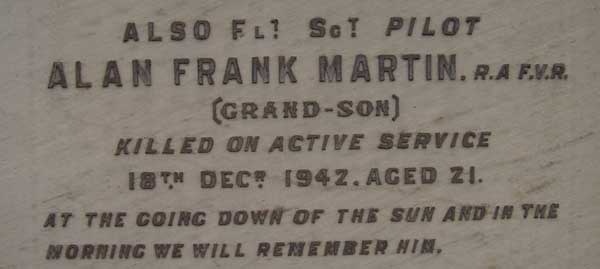 ALSO FLT SGT PILOT
ALAN FRANK MARTIN. R.A F.V.R.
(GRAND-SON)
KILLED ON ACTIVE SERVICE
18TH DECR. 1942. AGED 21.
AT THE GOING DOWN OF THE SUN AND IN THE
MORNING WE WILL REMEMBER HIM.